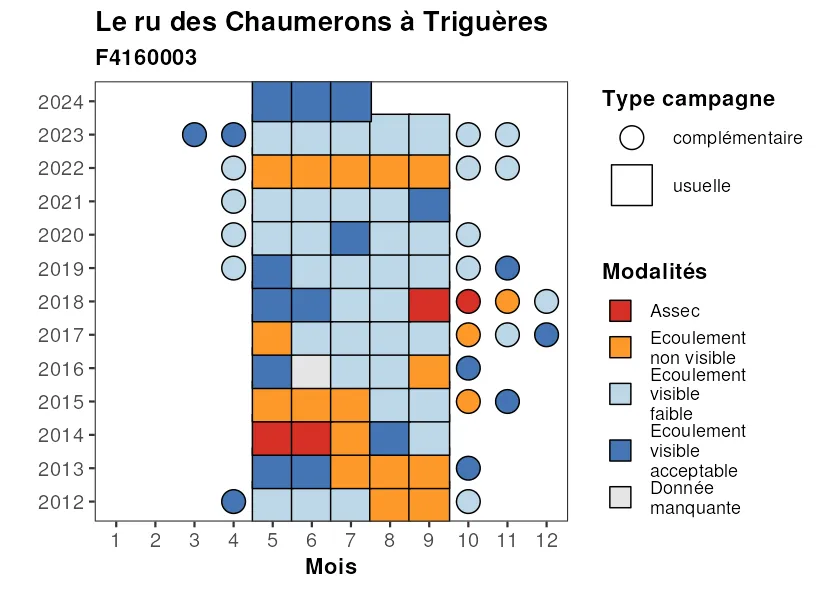 Le ru des Chaumerons à Triguères
F4160003
2024
2023
2022
2021
2020
2019
2018
2017
2016
2015
2014
2013
2012
1 2 3 4 5 6 7 8 9 10 11 12
Mois
Type campagne
complémentaire
usuelle
Modalités
Assec
Ecoulement
non visible
Ecoulement
visible
faible
Ecoulement
visible
acceptable
Donnée
manquante